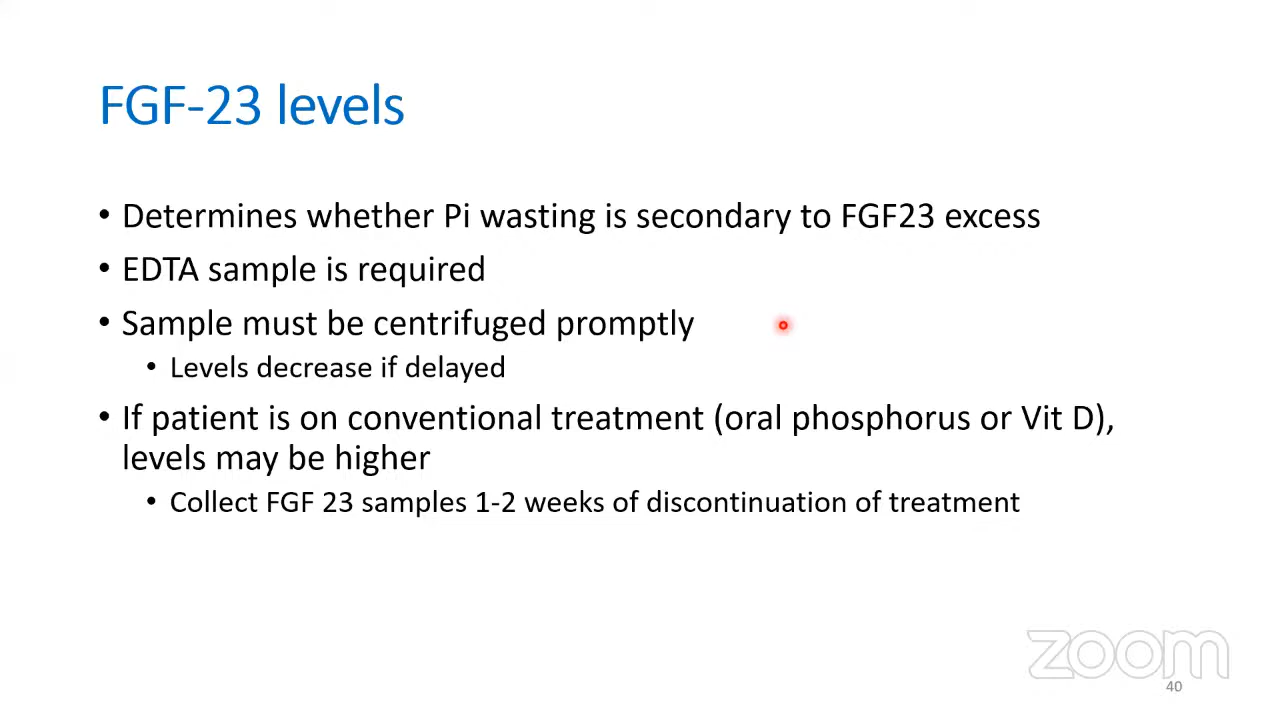 FGF-23 levels
• Determines whether Pi wasting is secondary to FGF23 excess
• EDTA sample is required
• Sample must be centrifuged promptly
• Levels decrease if delayed
• If patient is on conventional treatment (oral phosphorus or Vit D),
levels may be higher
• Collect FGF 23 samples 1-2 weeks of discontinuation of treatment
zoom
40